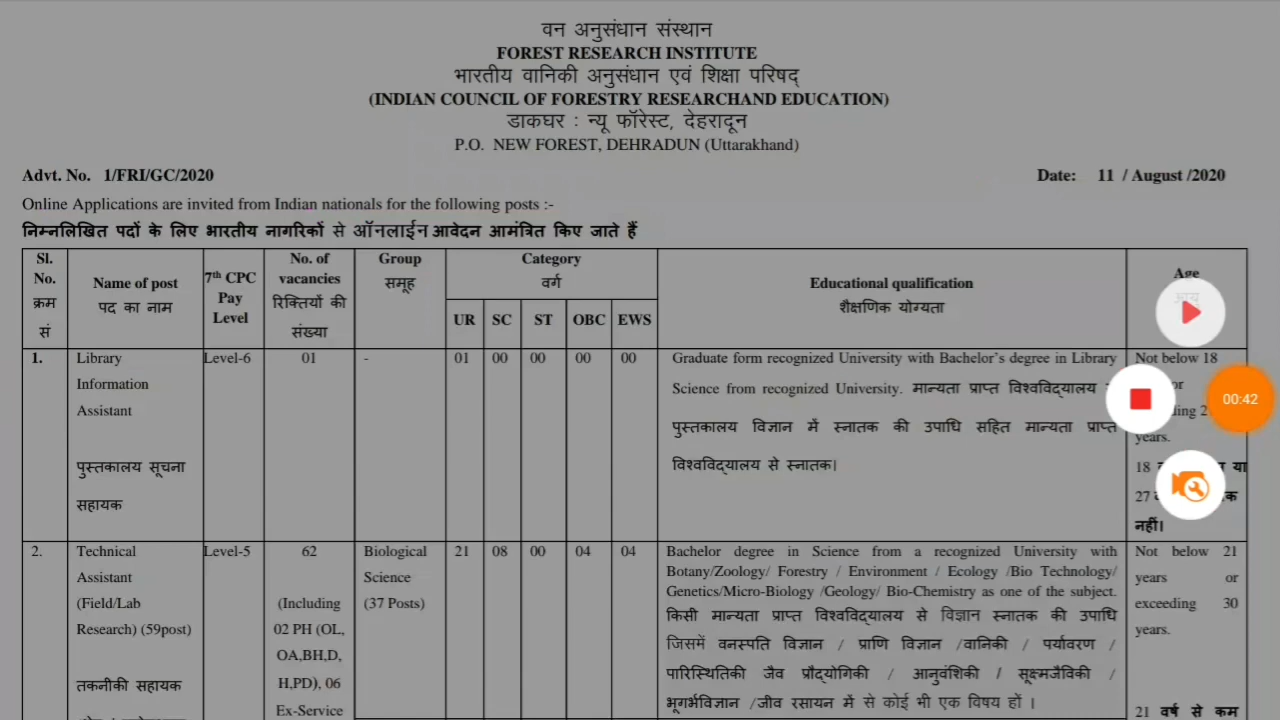 वन अनुसंधान संस्थान
FOREST RESEARCH INSTITUTE
भारतीय वानिकी अनुसंधान एवं शिक्षा परिषद्
(INDIAN COUNCIL OF FORESTRY RESEARCHAND EDUCATION)
डाकघर : न्यू फॉरेस्ट, देहरादून
P.O. NEW FOREST, DEHRADUN (Uttarakhand)
Advt. No. 1/FRI/GC/2020 Date: 11 / August /2020
Online Applications are invited from Indian nationals for the following posts :-
निम्नलिखित पदों के लिए भारतीय नागरिकों से ऑनलाईन आवेदन आमंत्रित किए जाते हैं
Sl.
No.
क्रम
सं
Name of post
पद का नाम
7th CPC
Pay
Level
No. of
vacancies
रिक्तियों की
संख्या
Group
समूह
Category
वर्ग
UR SC ST OBC EWS
Educational qualification
शैक्षणिक योग्यता
Age
आयु
1.
Library
Information
Assistant
पुस्तकालय सूचना
सहायक
Level-6
01
-
01 00 00 00 00
Graduate form recognized University with Bachelor's degree in Library
Science from recognized University. मान्यता प्राप्त विश्वविद्यालय
पुस्तकालय विज्ञान में स्नातक की उपाधि सहित मान्यता प्राप्त
विश्वविद्यालय से स्नातक।
Not below 18
or
years.
18 या
27
नहीं।
2.
Technical
Assistant
(Field/Lab
Research) (59post)
तकनीकी सहायक
Level-5
62
(Including
02 PH (OL,
OA,BH,D,
H,PD), 06
Ex-Service
Biological
Science
(37 Posts)
21 08 00 04 04
Bachelor degree in Science from a recognized University with
Botany/Zoology/ Forestry / Environment / Ecology /Bio Technology/
Genetics/Micro-Biology /Geology/ Bio-Chemistry as one of the subject.
किसी मान्यता प्राप्त विश्वविद्यालय से विज्ञान स्नातक की उपाधि
जिसमें वनस्पति विज्ञान / प्राणि विज्ञान /वानिकी / पर्यावरण /
पारिस्थितिकी जैव प्रौद्योगिकी / आनुवंशिकी / सूक्ष्मजैविकी /
भूगर्भविज्ञान /जीव रसायन में से कोई भी एक विषय हों ।
Not below 21
years or
exceeding 30
years.
21 वर्ष से कम
00:42